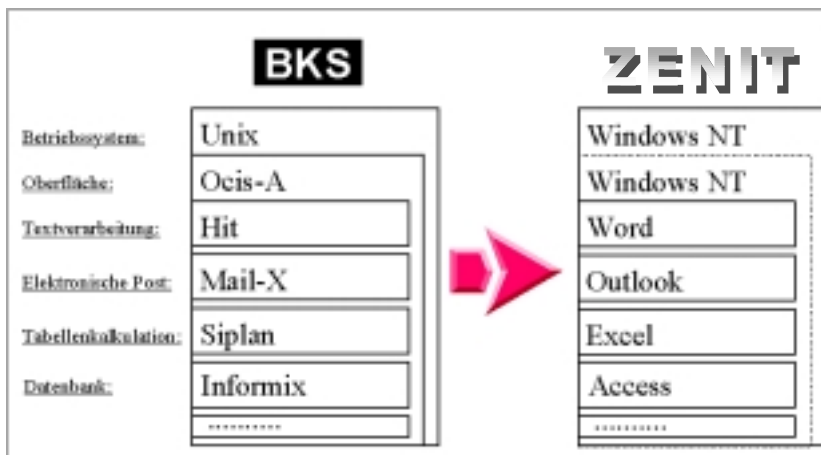 BKS ZENIT
Betriebssystem: Unix Windows NT
Oberfläche: Ocis-A Windows NT
Textverarbeitung: Hit Word
Elektronische Post: Mail-X Outlook
Tabellenkalkulation: Siplan Excel
Datenbank: Informix Access
.......... ..........